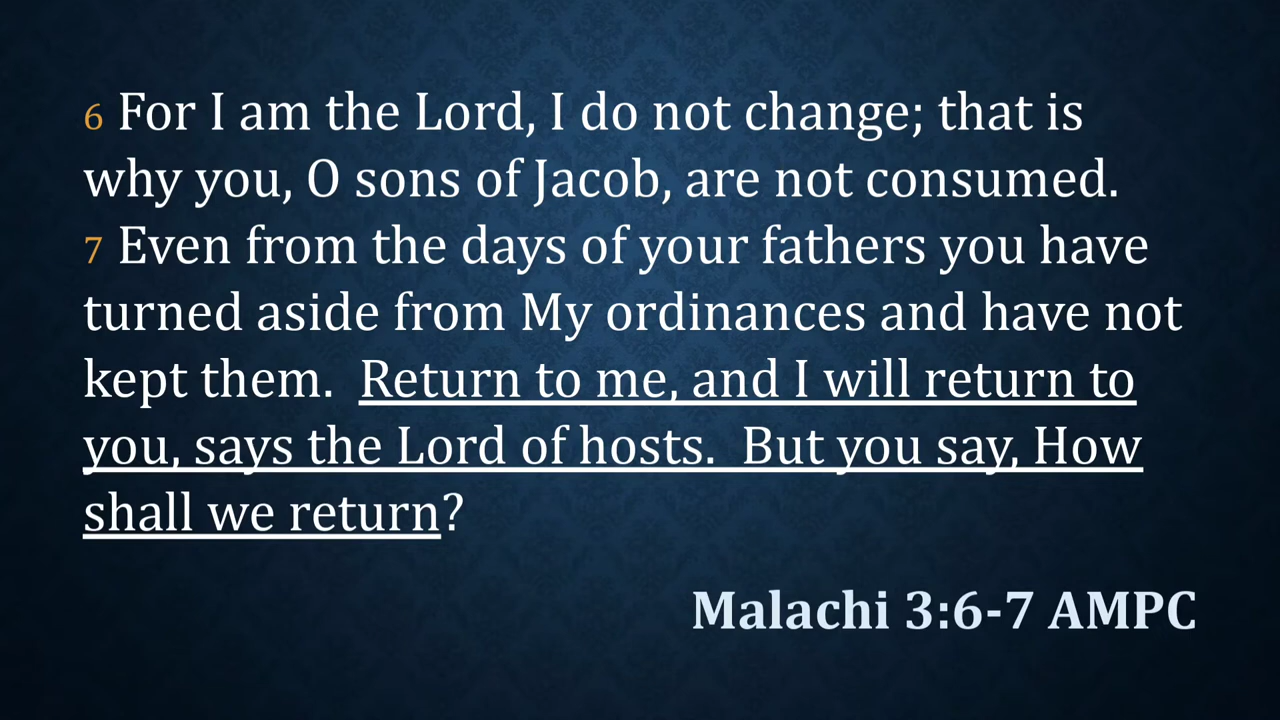 6 For I am the Lord, I do not change; that is
why you, O sons of Jacob, are not consumed.
7 Even from the days of your fathers you have
turned aside from My ordinances and have not
kept them.  Return to me, and I will return to
you, says the Lord of hosts.  But you say, How
shall we return?
Malachi 3:6-7 AMPC